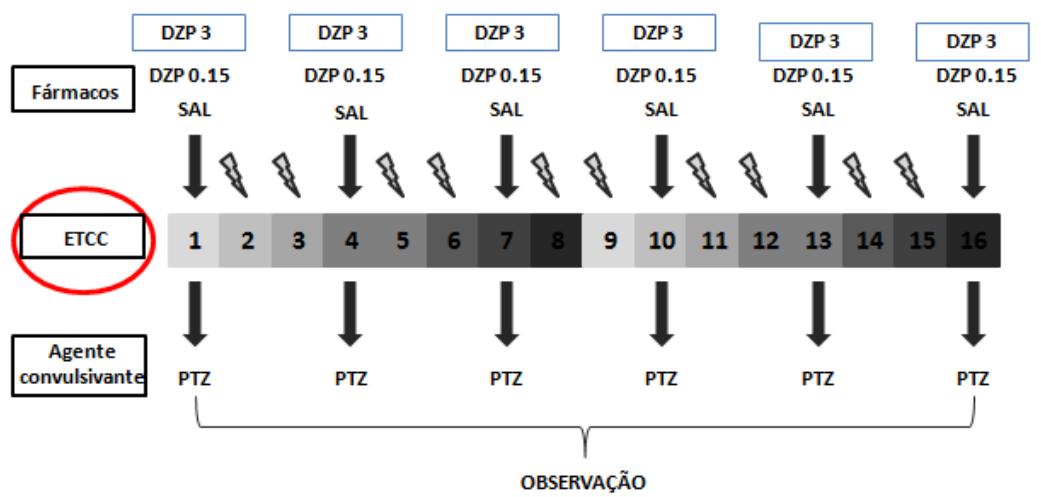 DZP 3 DZP 3 DZP 3 DZP 3 DZP 3 DZP 3
Fármacos
DZP 0.15 DZP 0.15 DZP 0.15 DZP 0.15 DZP 0.15 DZP 0.15
SAL SAL SAL SAL SAL SAL
ETCC
1 2 3 4 5 6 7 8 9 10 11 12 13 14 15 16
Agente
convulsivante
PTZ PTZ PTZ PTZ PTZ PTZ
OBSERVAÇÃO